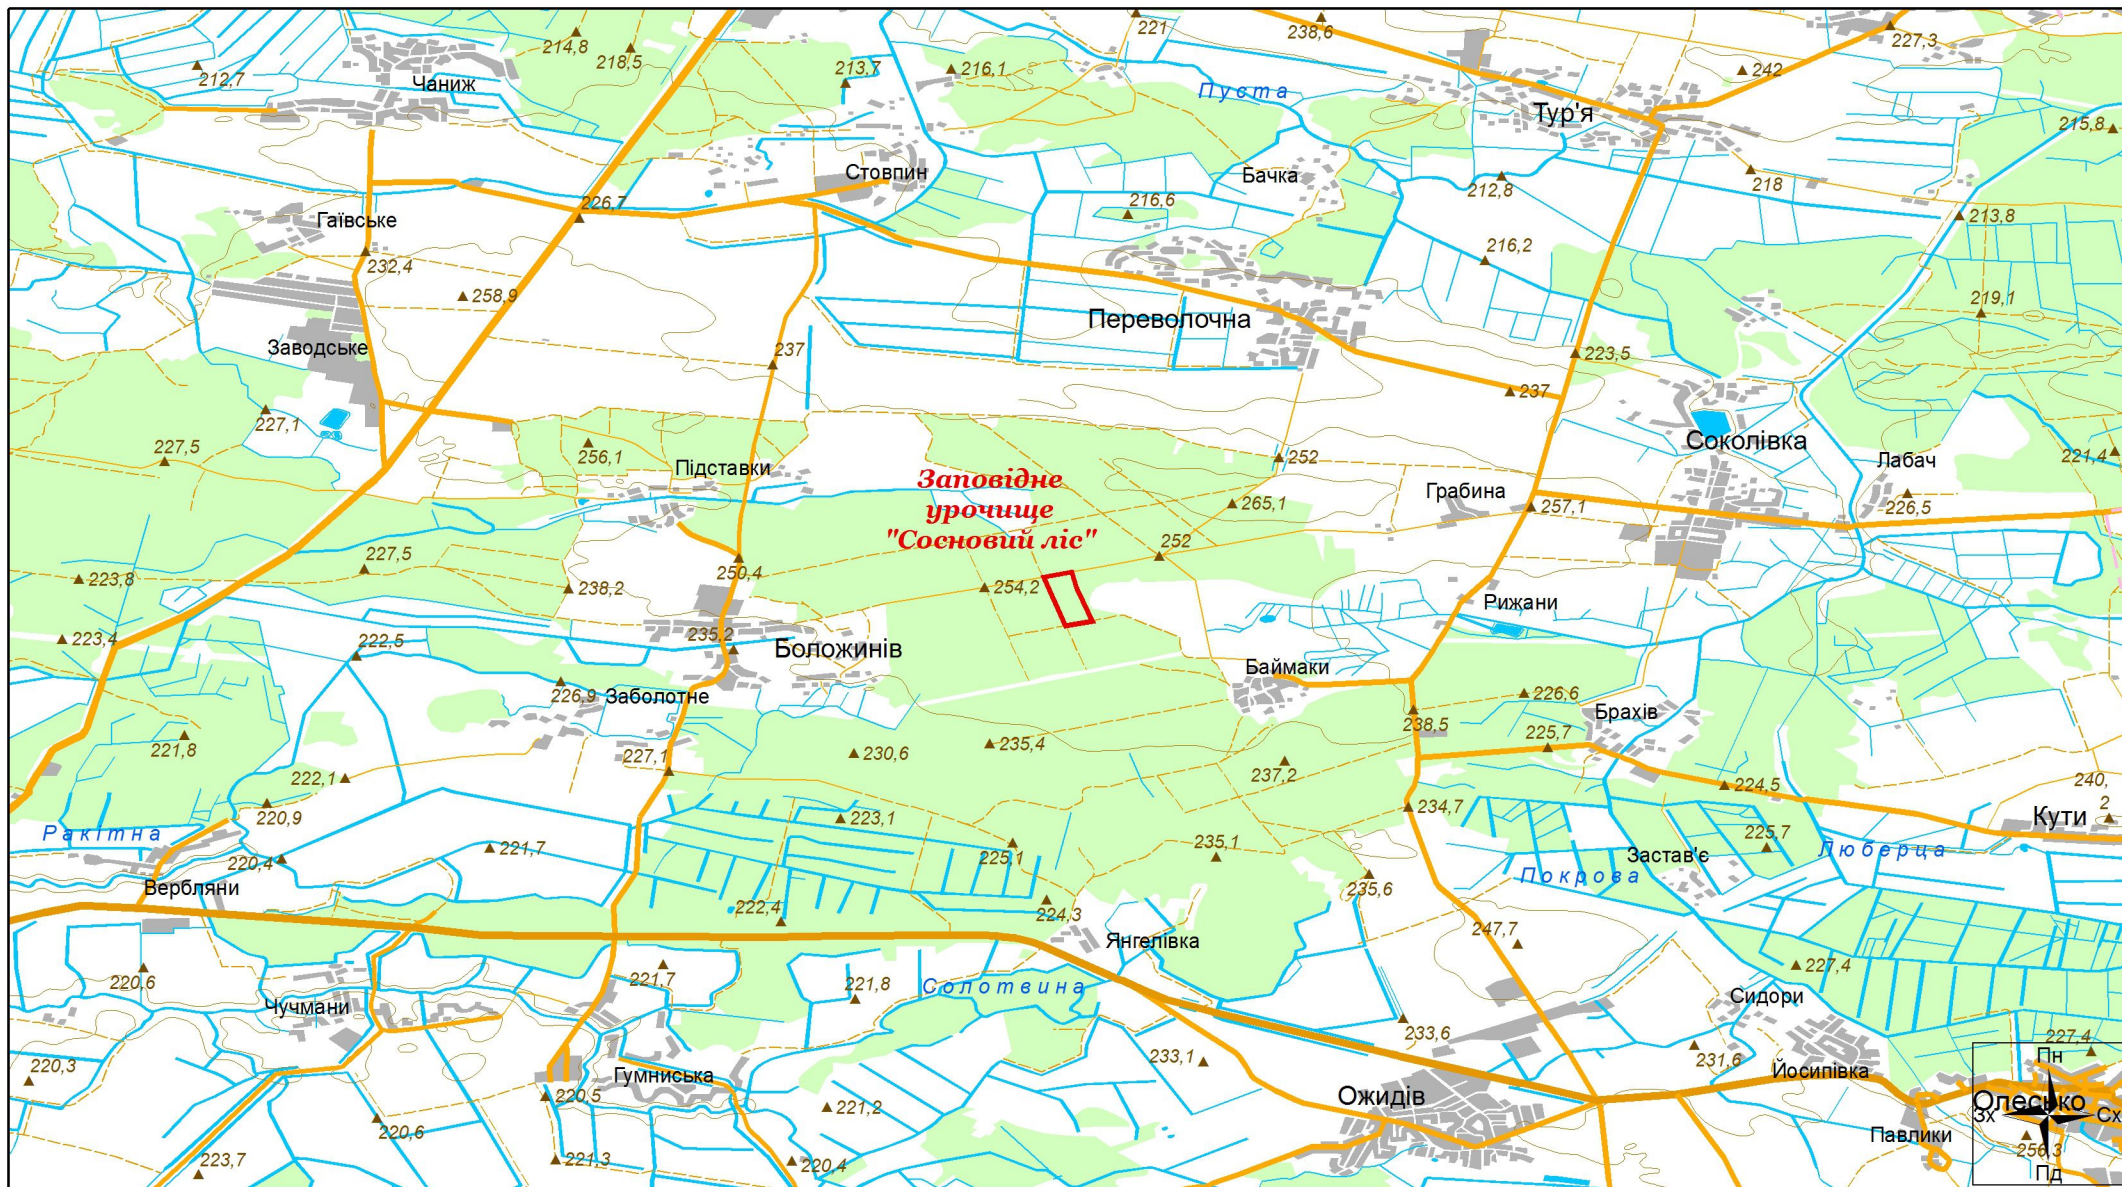 221
238,6
227,3
214,8
218,5
212,7
Чаниж
213,7
216,1
Пуста
242
Тур'я
215,8
Стовпин
Бачка
212,8
218
Гаївське
226,7
216,6
213,8
232,4
216,2
258,9
219,1
Переволочна
Заводське
237
223,5
237
227,1
Соколівка
227,5
256,1
Підставки
252
Лабач
221,4
Заповідне
урочище
"Сосновий ліс"
265,1
Грабина
257,1
226,5
227,5
250,4
252
223,8
238,2
254,2
Рижани
223,4
222,5
235,2
Боложинів
Баймаки
226,9
Заболотне
226,6
Брахів
238,5
221,8
230,6
235,4
225,7
222,1
227,1
237,2
224,5
240,
2
220,9
234,7
Ракітна
223,1
Кути
220,4
221,7
225,1
235,1
225,7
Люберца
Застав'є
Вербляни
235,6
Покрова
222,4
224,3
Янгелівка
247,7
220,6
221,7
221,8
Солотвина
227,4
Сидори
Чучмани
233,6
231,6
227,4
Пн
220,3
Гумниська
233,1
Йосипівка
220,5
221,2
Ожидів
Олесько
Зх
Сх
220,6
Павлики
256,3
223,7
221,3
220,4
Пд